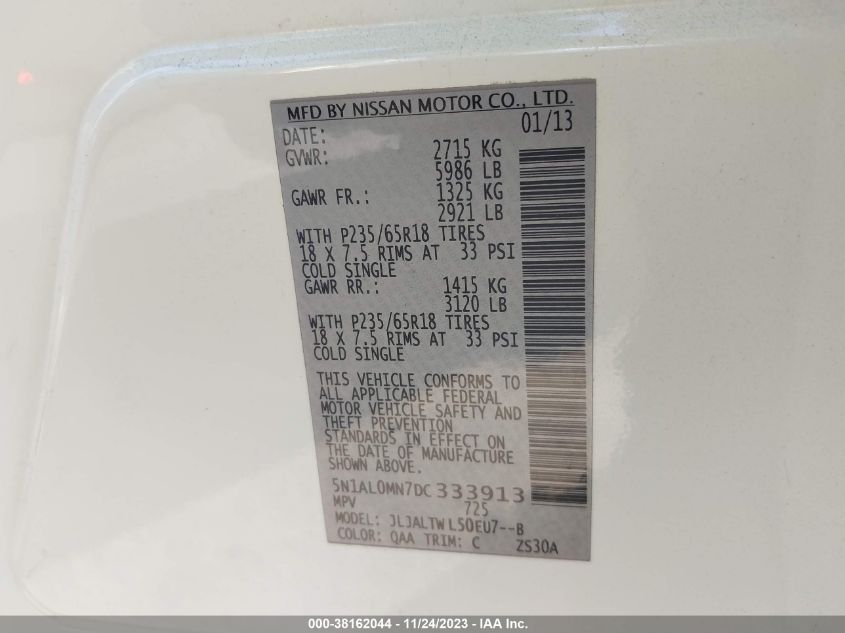 MFD BY NISSAN MOTOR CO., LTD.
DATE: 01/13
GVWR: 2715 KG
5986 LB
GAWR FR.: 1325 KG
2921 LB
WITH P235/65R18 TIRES
18 X 7.5 RIMS AT 33 PSI
COLD SINGLE
GAWR RR.: 1415 KG
3120 LB
WITH P235/65R18 TIRES
18 X 7.5 RIMS AT 33 PSI
COLD SINGLE
THIS VEHICLE CONFORMS TO
ALL APPLICABLE FEDERAL
MOTOR VEHICLE SAFETY AND
THEFT PREVENTION
STANDARDS IN EFFECT ON
THE DATE OF MANUFACTURE
SHOWN ABOVE.
5N1AL0MN7DC333913
MPV 725
MODEL: JLJALTWL50EU7--B
COLOR: QAA TRIM: C ZS30A
000-38162044 - 11/24/2023 - IAA Inc.